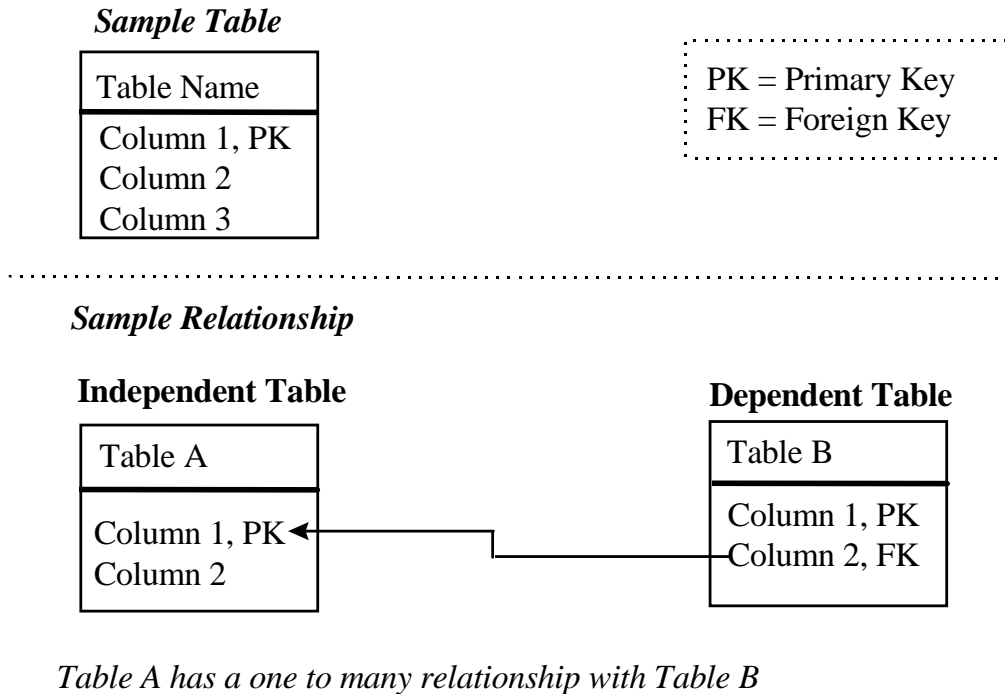 Sample Table
Table Name
Column 1, PK
Column 2
Column 3
PK = Primary Key
FK = Foreign Key
Sample Relationship
Independent Table
Table A
Column 1, PK
Column 2
Dependent Table
Table B
Column 1, PK
Column 2, FK
Table A has a one to many relationship with Table B